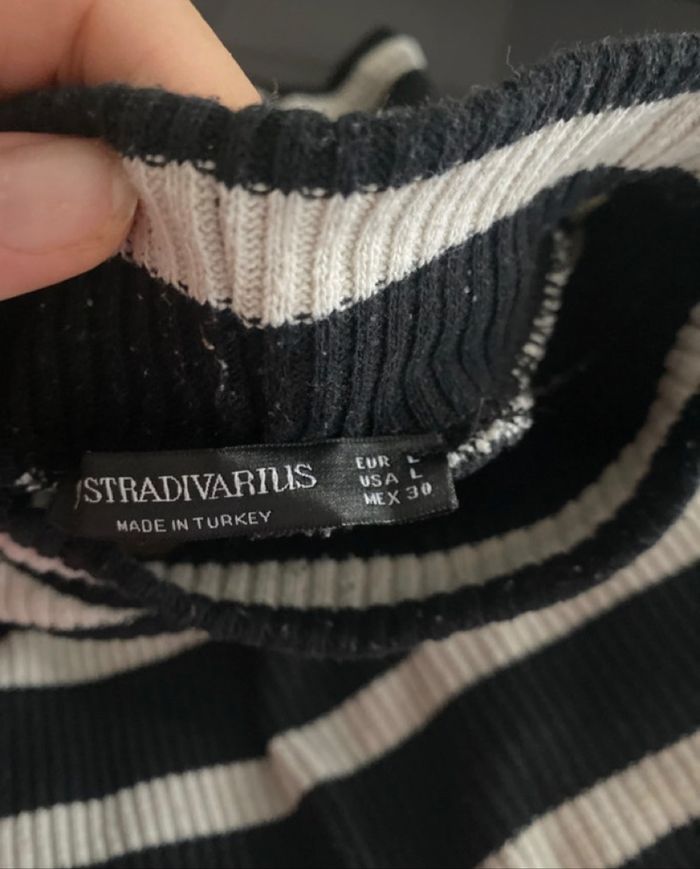 STRADIVARIUS
MADE IN TURKEY
EUR L
USA L
MEX 30